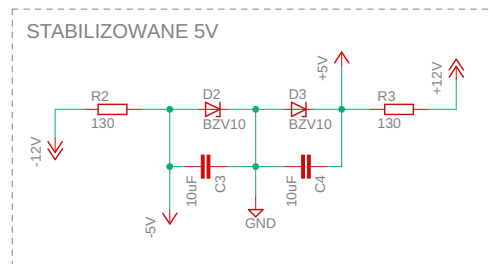 STABILIZOWANE 5V
+5V
+12V
R2
130
D2
BZV10
D3
BZV10
R3
130
-12V
10uF
C3
10uF
C4
-5V
GND